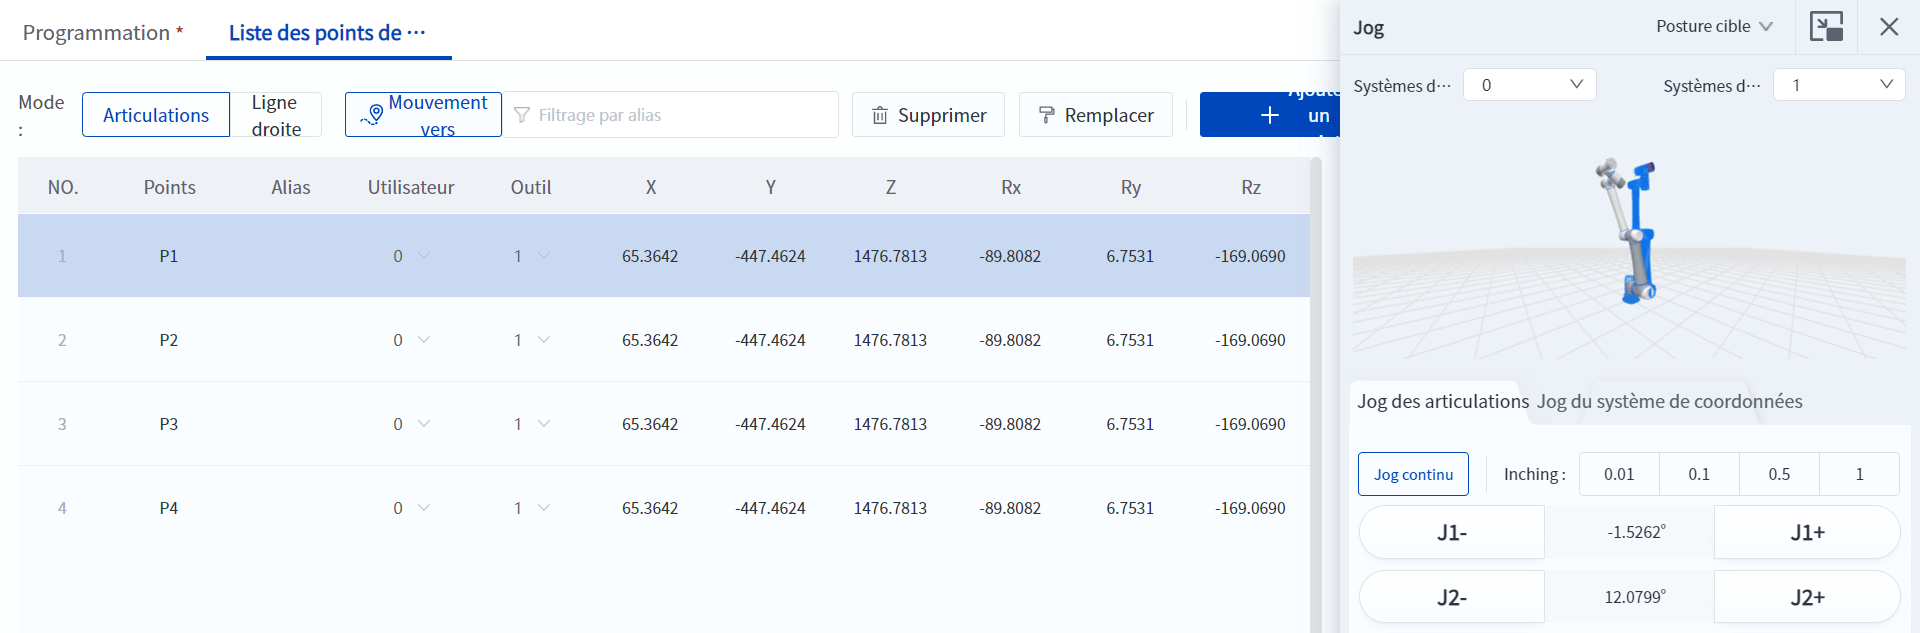 Programmation *
Liste des points de ···
Mode :
Articulations
Ligne droite
Mouvement vers
Filtrage par alias
Supprimer
Remplacer
un
NO. Points Alias Utilisateur Outil X Y Z Rx Ry Rz
1 P1 0 1 65.3642 -447.4624 1476.7813 -89.8082 6.7531 -169.0690
2 P2 0 1 65.3642 -447.4624 1476.7813 -89.8082 6.7531 -169.0690
3 P3 0 1 65.3642 -447.4624 1476.7813 -89.8082 6.7531 -169.0690
4 P4 0 1 65.3642 -447.4624 1476.7813 -89.8082 6.7531 -169.0690
Jog
Posture cible
Systèmes d··· 0
Systèmes d··· 1
Jog des articulations
Jog du système de coordonnées
Jog continu
Inching : 0.01 0.1 0.5 1
J1- -1.5262° J1+
J2- 12.0799° J2+